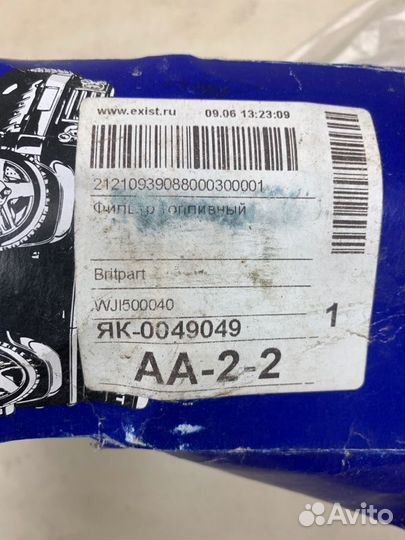 www.exist.ru 09.06 13:23:09
21210939088000300001
Фильтр топливный
Britpart
WJI500040
ЯК-0049049 1
AA-2-2
Avito